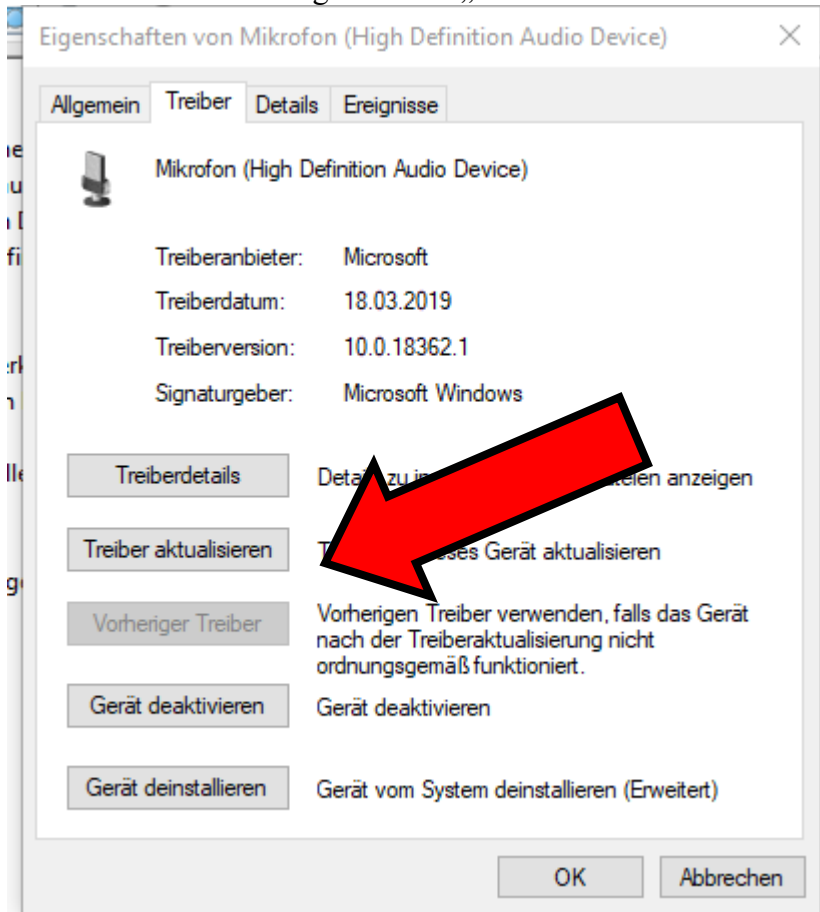 Eigenschaften von Mikrofon (High Definition Audio Device)
Allgemein Treiber Details Ereignisse
Mikrofon (High Definition Audio Device)
Treiberanbieter: Microsoft
Treiberdatum: 18.03.2019
Treiberversion: 10.0.18362.1
Signaturgeber: Microsoft Windows
Treiberdetails zu anzeigen
Treiber aktualisieren Gerät aktualisieren
Vorheriger Treiber
Vorherigen Treiber verwenden, falls das Gerät
nach der Treiberaktualisierung nicht
ordnungsgemäß funktioniert.
Gerät deaktivieren Gerät deaktivieren
Gerät deinstallieren Gerät vom System deinstallieren (Erweitert)
OK Abbrechen